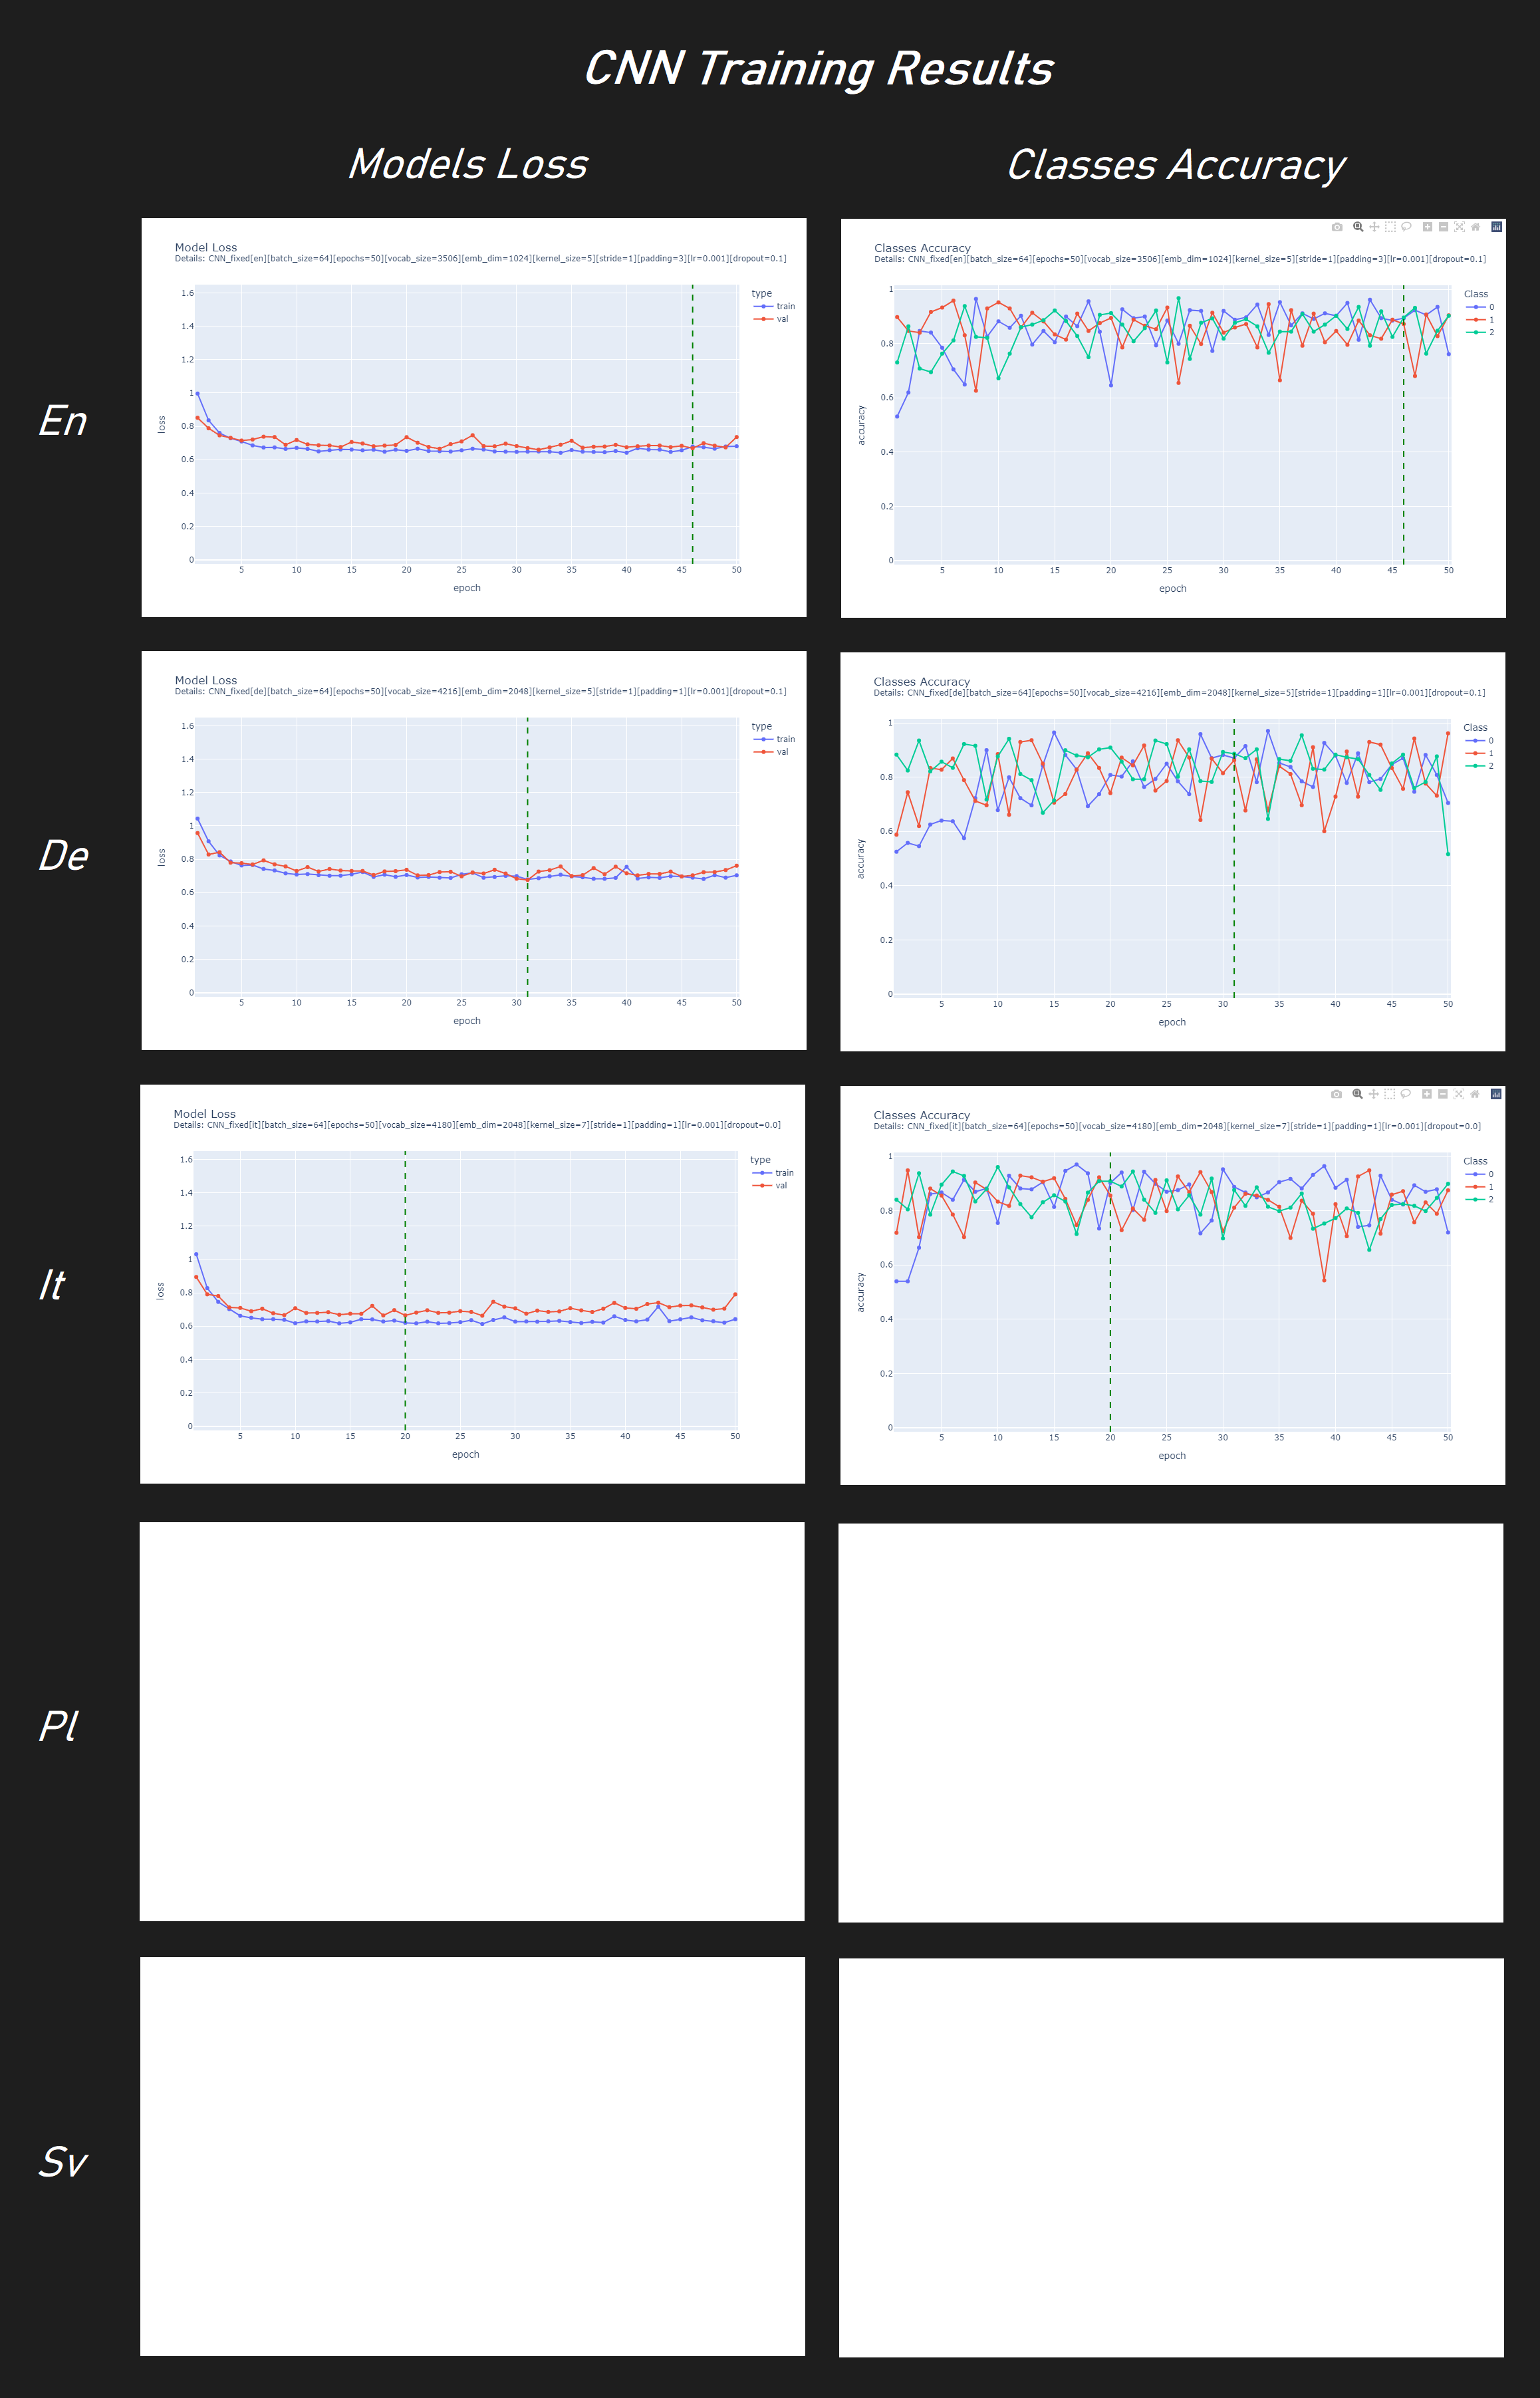 CNN Training Results
Models Loss
Classes Accuracy
En
Model Loss
Details: CNN_fixed[en][batch_size=64][epochs=50][vocab_size=3506][emb_dim=1024][kernel_size=5][stride=1][padding=3][lr=0.001][dropout=0.1]
type
train
val
1.6
1.4
1.2
1
0.8
0.6
0.4
0.2
0
loss
5 10 15 20 25 30 35 40 45 50
epoch
Classes Accuracy
Details: CNN_fixed[en][batch_size=64][epochs=50][vocab_size=3506][emb_dim=1024][kernel_size=5][stride=1][padding=3][lr=0.001][dropout=0.1]
Class
0
1
2
1
0.8
0.6
0.4
0.2
0
accuracy
5 10 15 20 25 30 35 40 45 50
epoch
De
Model Loss
Details: CNN_fixed[de][batch_size=64][epochs=50][vocab_size=4216][emb_dim=2048][kernel_size=5][stride=1][padding=1][lr=0.001][dropout=0.1]
type
train
val
1.6
1.4
1.2
1
0.8
0.6
0.4
0.2
0
loss
5 10 15 20 25 30 35 40 45 50
epoch
Classes Accuracy
Details: CNN_fixed[de][batch_size=64][epochs=50][vocab_size=4216][emb_dim=2048][kernel_size=5][stride=1][padding=1][lr=0.001][dropout=0.1]
Class
0
1
2
1
0.8
0.6
0.4
0.2
0
accuracy
5 10 15 20 25 30 35 40 45 50
epoch
It
Model Loss
Details: CNN_fixed[it][batch_size=64][epochs=50][vocab_size=4180][emb_dim=2048][kernel_size=7][stride=1][padding=1][lr=0.001][dropout=0.0]
type
train
val
1.6
1.4
1.2
1
0.8
0.6
0.4
0.2
0
loss
5 10 15 20 25 30 35 40 45 50
epoch
Classes Accuracy
Details: CNN_fixed[it][batch_size=64][epochs=50][vocab_size=4180][emb_dim=2048][kernel_size=7][stride=1][padding=1][lr=0.001][dropout=0.0]
Class
0
1
2
1
0.8
0.6
0.4
0.2
0
accuracy
5 10 15 20 25 30 35 40 45 50
epoch
Pl
Sv